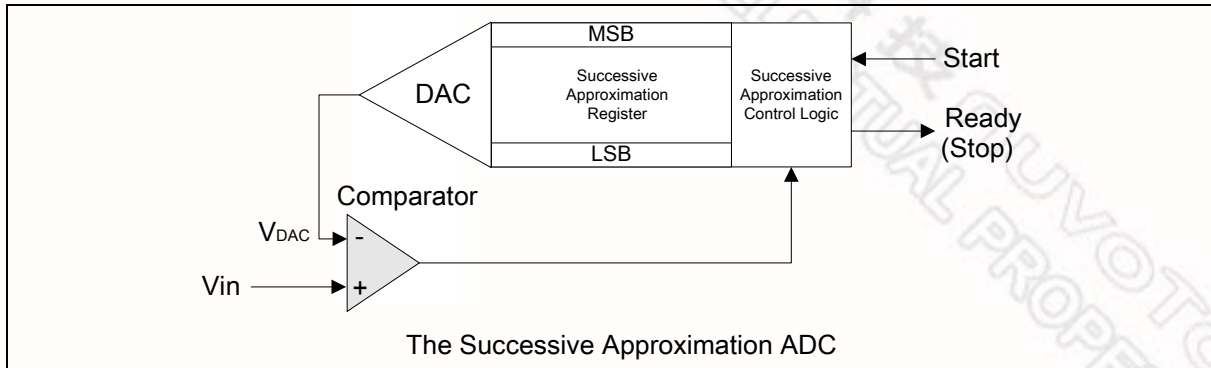 MSB
DAC
Successive
Approximation
Register
Successive
Approximation
Control Logic
Start
Ready
(Stop)
LSB
Comparator
VDAC
-
Vin
+
The Successive Approximation ADC